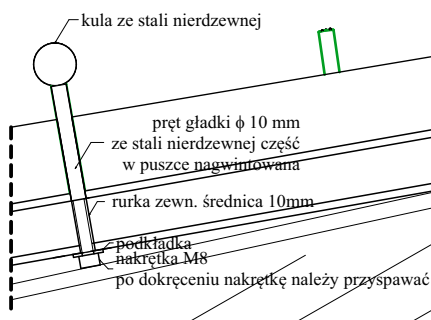 kula ze stali nierdzewnej
pręt gładki ϕ 10 mm
ze stali nierdzewnej część
w puszce nagwintowana
rurka zewn. średnica 10mm
podkładka
nakrętka M8
po dokręceniu nakrętkę należy przyspawać